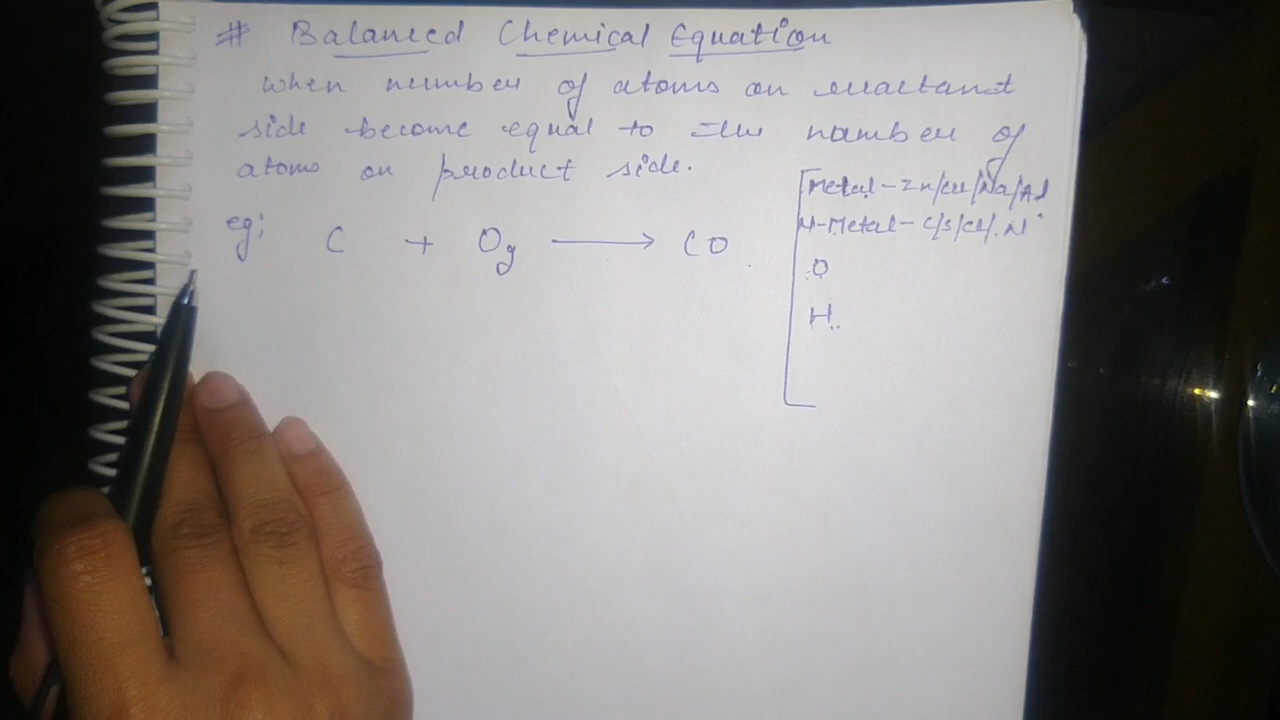 # Balanced Chemical Equation
when number of atoms on reactant
side become equal to the number of
atoms on product side.
eg; C + O₂ → CO
Metal - Zn/Cu/Na/Al
N-Metal - C/S/Cl/N
O
H